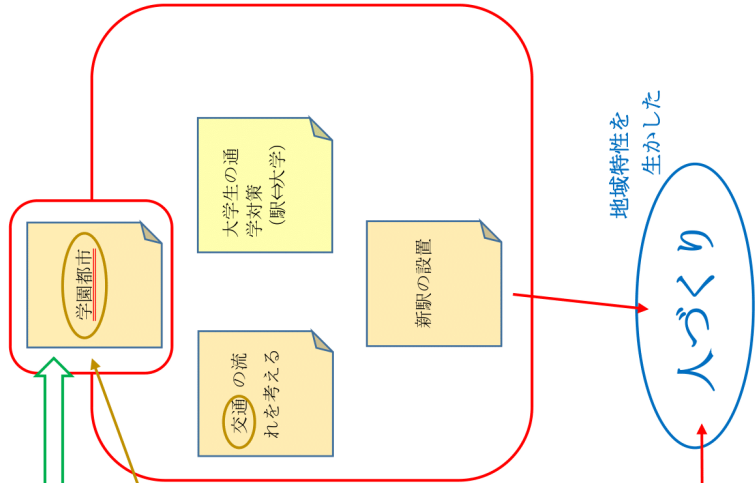 学園都市
交通の流
れを考える
大学生の通
学対策
(駅⇔大学)
新駅の設置
地域特性を
生かした
人づくり